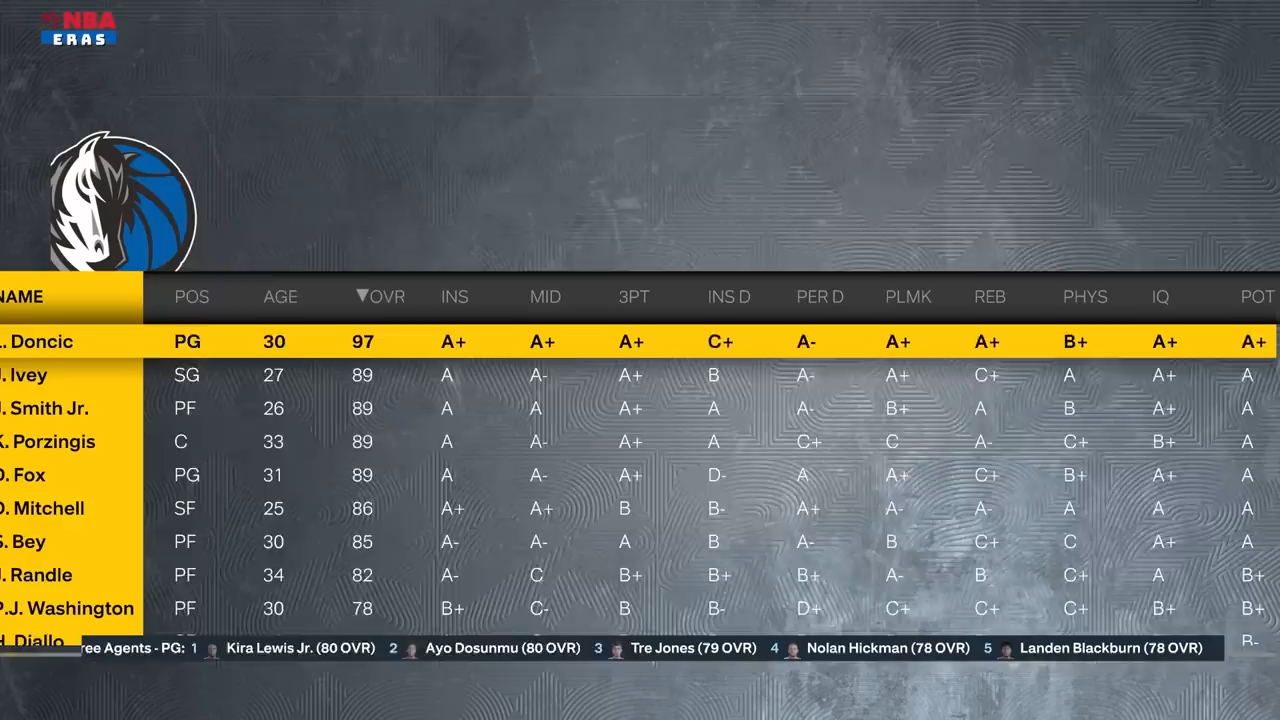 NBA
ERAS
NAME POS AGE ▼OVR INS MID 3PT INS D PER D PLMK REB PHYS IQ POT
. Doncic PG 30 97 A+ A+ A+ C+ A- A+ A+ B+ A+ A+
J. Ivey SG 27 89 A A- A+ B A- A+ C+ A A+ A
J. Smith Jr. PF 26 89 A A A+ A A- B+ A B A+ A
K. Porzingis C 33 89 A A- A+ A C+ C A- C+ B+ A
D. Fox PG 31 89 A A- A+ D- A A+ C+ B+ A+ A
D. Mitchell SF 25 86 A+ A+ B B- A+ A- A- A A A
S. Bey PF 30 85 A- A- A B A- B C+ C A+ A
J. Randle PF 34 82 A- C B+ B+ B+ A- B C+ A B+
P.J. Washington PF 30 78 B+ C- B B- D+ C+ C+ C+ B+ B+
H. Diallo B-
ree Agents - PG: 1 Kira Lewis Jr. (80 OVR) 2 Ayo Dosunmu (80 OVR) 3 Tre Jones (79 OVR) 4 Nolan Hickman (78 OVR) 5 Landen Blackburn (78 OVR)